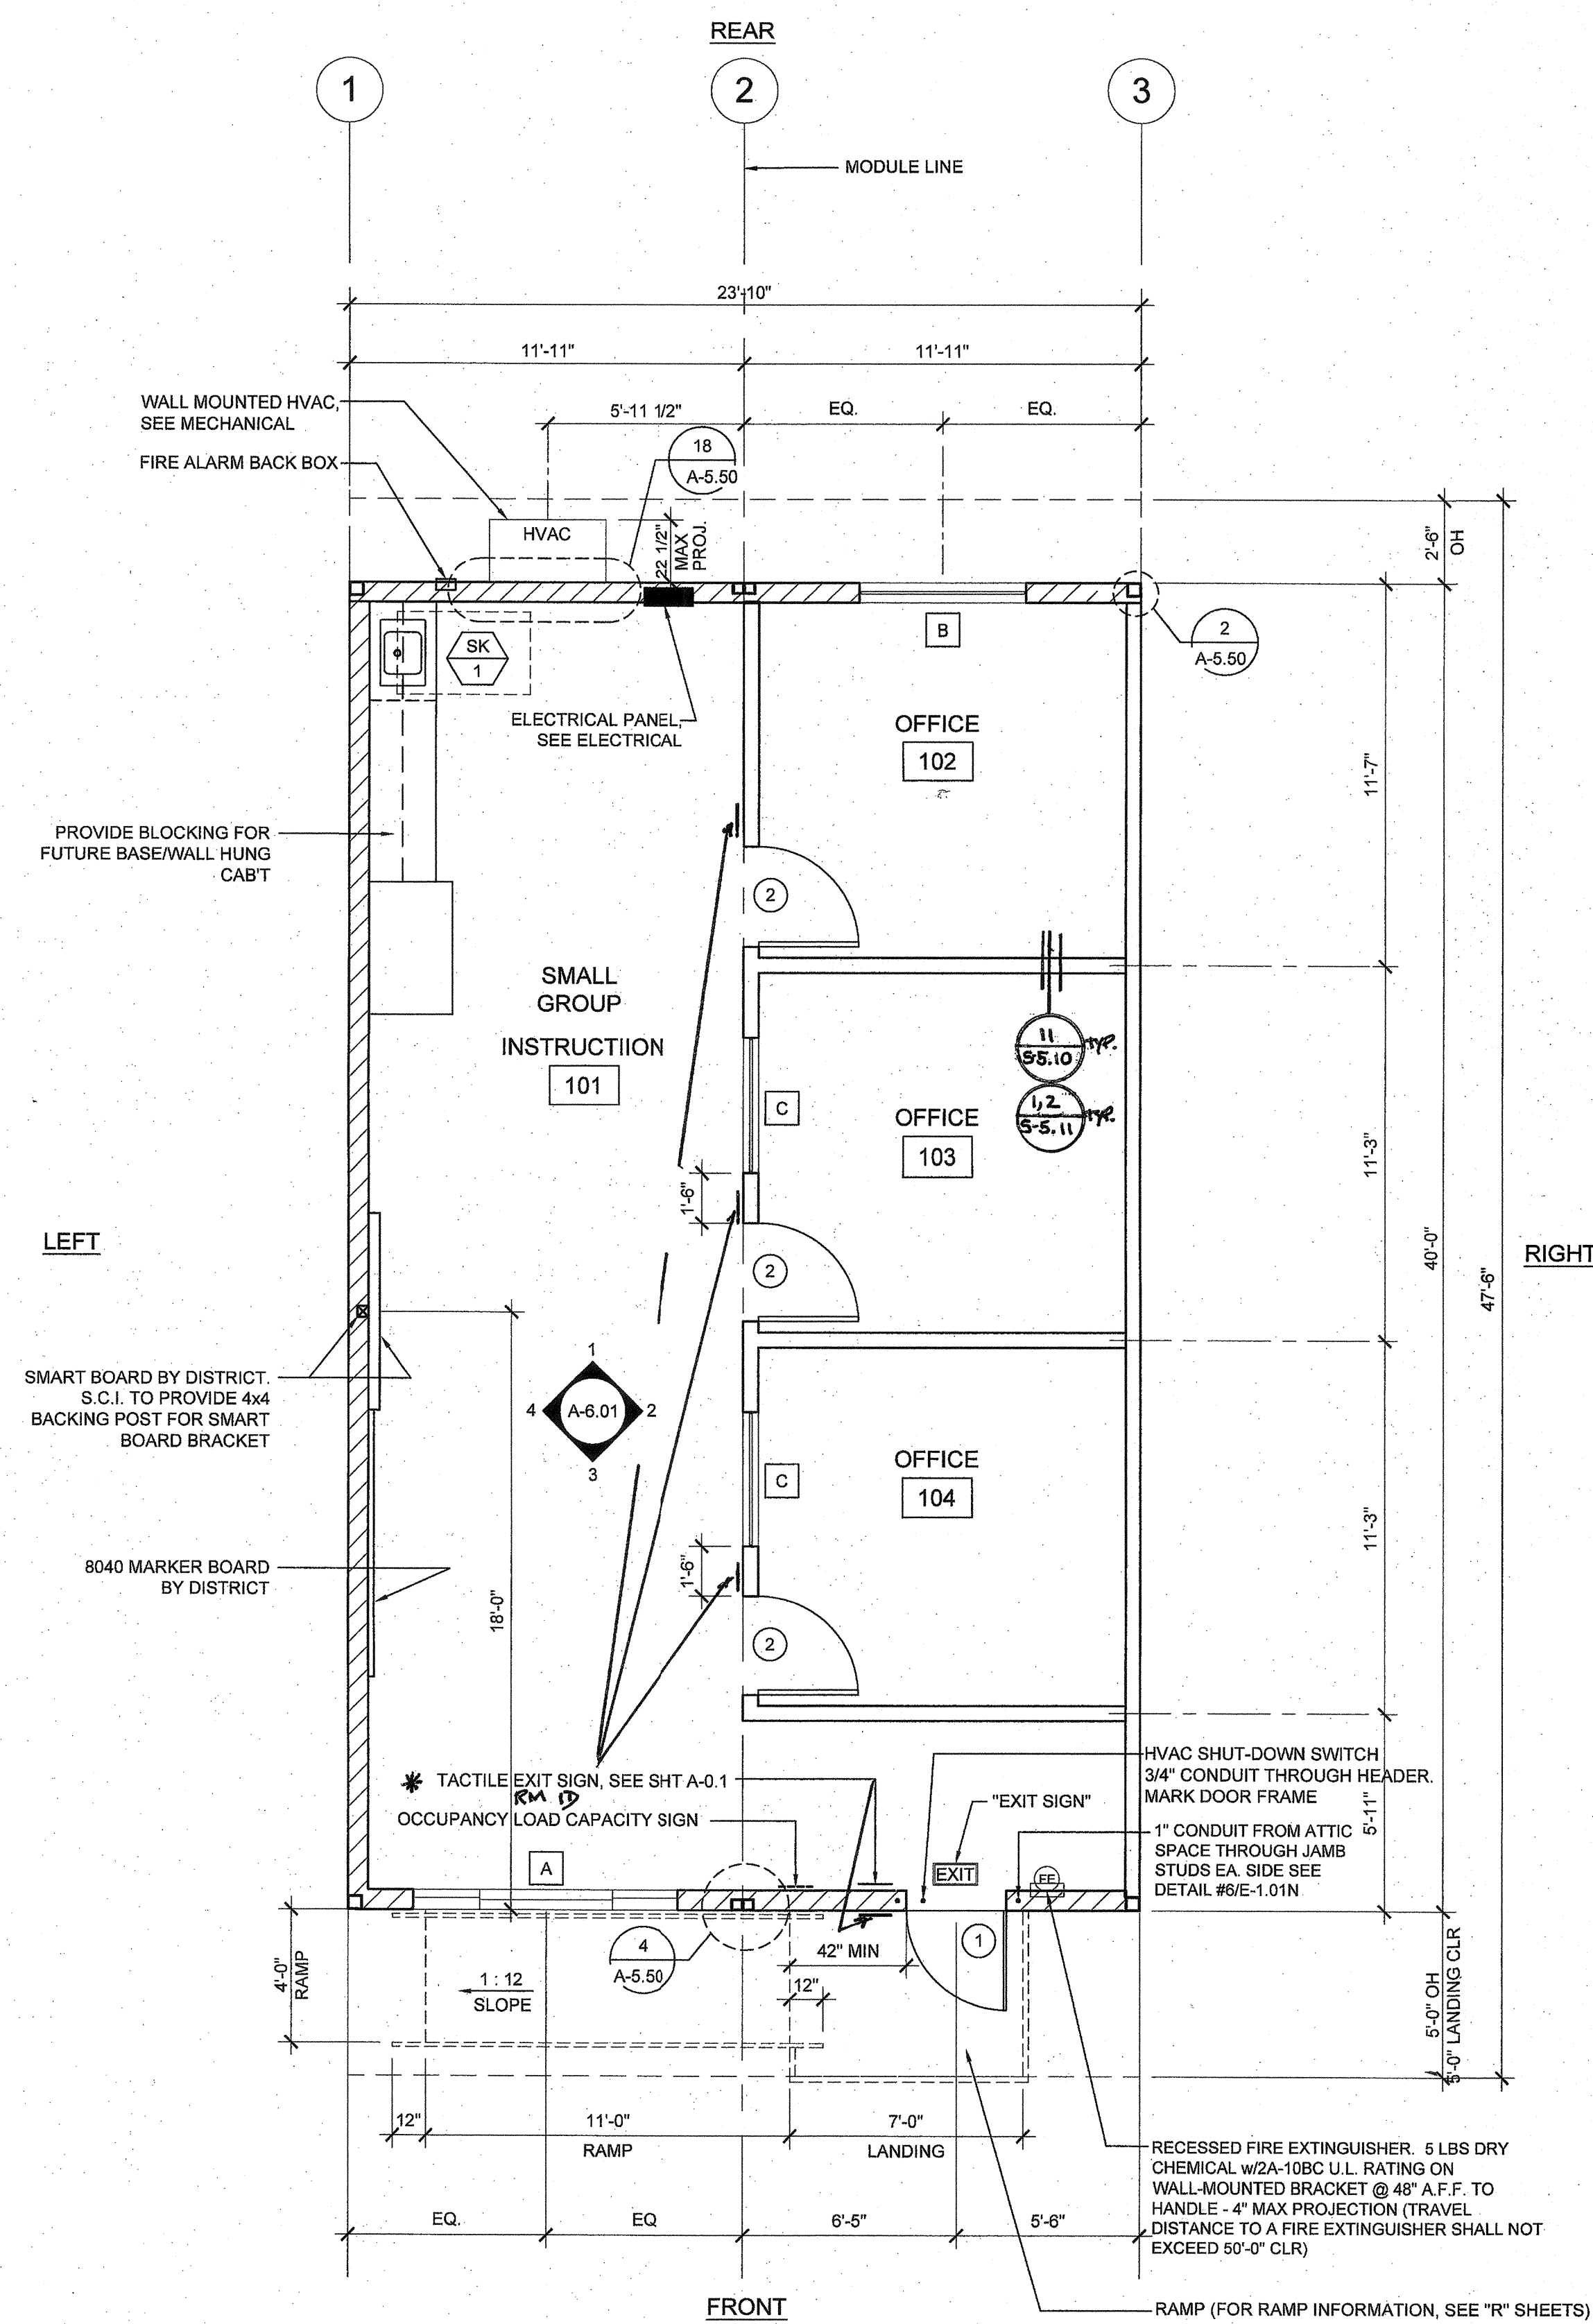 REAR
1
2
3
MODULE LINE
23'-10"
11'-11"
11'-11"
WALL MOUNTED HVAC,
SEE MECHANICAL
5'-11 1/2"
EQ.
EQ.
FIRE ALARM BACK BOX
18
A-5.50
HVAC
22 1/2"
MAX
PROJ.
2'-6"
OH
SK
1
B
2
A-5.50
ELECTRICAL PANEL,
SEE ELECTRICAL
OFFICE
102
11'-7"
PROVIDE BLOCKING FOR
FUTURE BASE/WALL HUNG
CAB'T
2
SMALL
GROUP
INSTRUCTIION
101
11
S-5.10
TYP.
1,2
S-5.11
TYP.
C
OFFICE
103
11'-3"
1'-6"
LEFT
2
40'-0"
47'-6"
RIGHT
SMART BOARD BY DISTRICT.
S.C.I. TO PROVIDE 4x4
BACKING POST FOR SMART
BOARD BRACKET
1
4
A-6.01
2
3
C
OFFICE
104
11'-3"
8040 MARKER BOARD
BY DISTRICT
18'-0"
1'-6"
2
TACTILE EXIT SIGN, SEE SHT A-0.1
RM ID
OCCUPANCY LOAD CAPACITY SIGN
"EXIT SIGN"
EXIT
HVAC SHUT-DOWN SWITCH
3/4" CONDUIT THROUGH HEADER.
MARK DOOR FRAME
5'-11"
1" CONDUIT FROM ATTIC
SPACE THROUGH JAMB
STUDS EA. SIDE SEE
DETAIL #6/E-1.01N
A
FE
4'-0"
RAMP
1 : 12
SLOPE
4
A-5.50
42" MIN
12"
1
5'-0" OH
5'-0" LANDING CLR
12"
11'-0"
RAMP
7'-0"
LANDING
RECESSED FIRE EXTINGUISHER. 5 LBS DRY
CHEMICAL w/2A-10BC U.L. RATING ON
WALL-MOUNTED BRACKET @ 48" A.F.F. TO
HANDLE - 4" MAX PROJECTION (TRAVEL
DISTANCE TO A FIRE EXTINGUISHER SHALL NOT
EXCEED 50'-0" CLR)
EQ.
EQ
6'-5"
5'-6"
FRONT
RAMP (FOR RAMP INFORMATION, SEE "R" SHEETS)